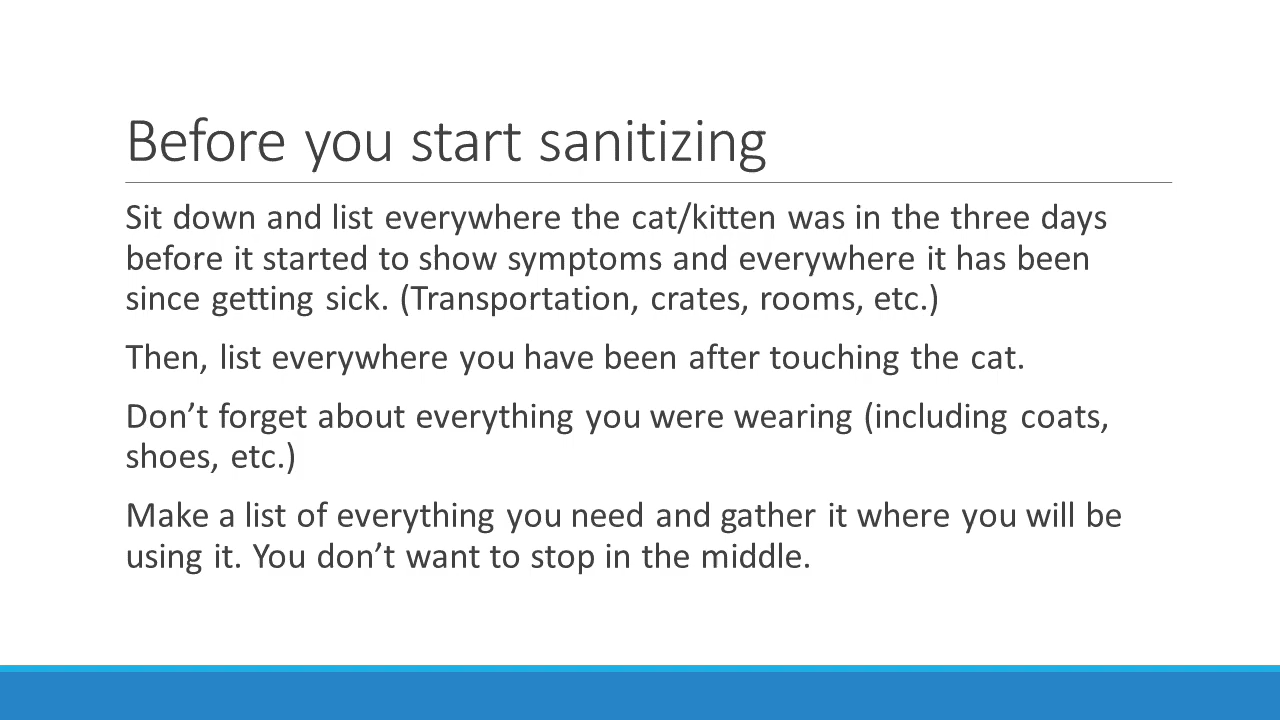 Before you start sanitizing
Sit down and list everywhere the cat/kitten was in the three days
before it started to show symptoms and everywhere it has been
since getting sick. (Transportation, crates, rooms, etc.)
Then, list everywhere you have been after touching the cat.
Don’t forget about everything you were wearing (including coats,
shoes, etc.)
Make a list of everything you need and gather it where you will be
using it. You don’t want to stop in the middle.